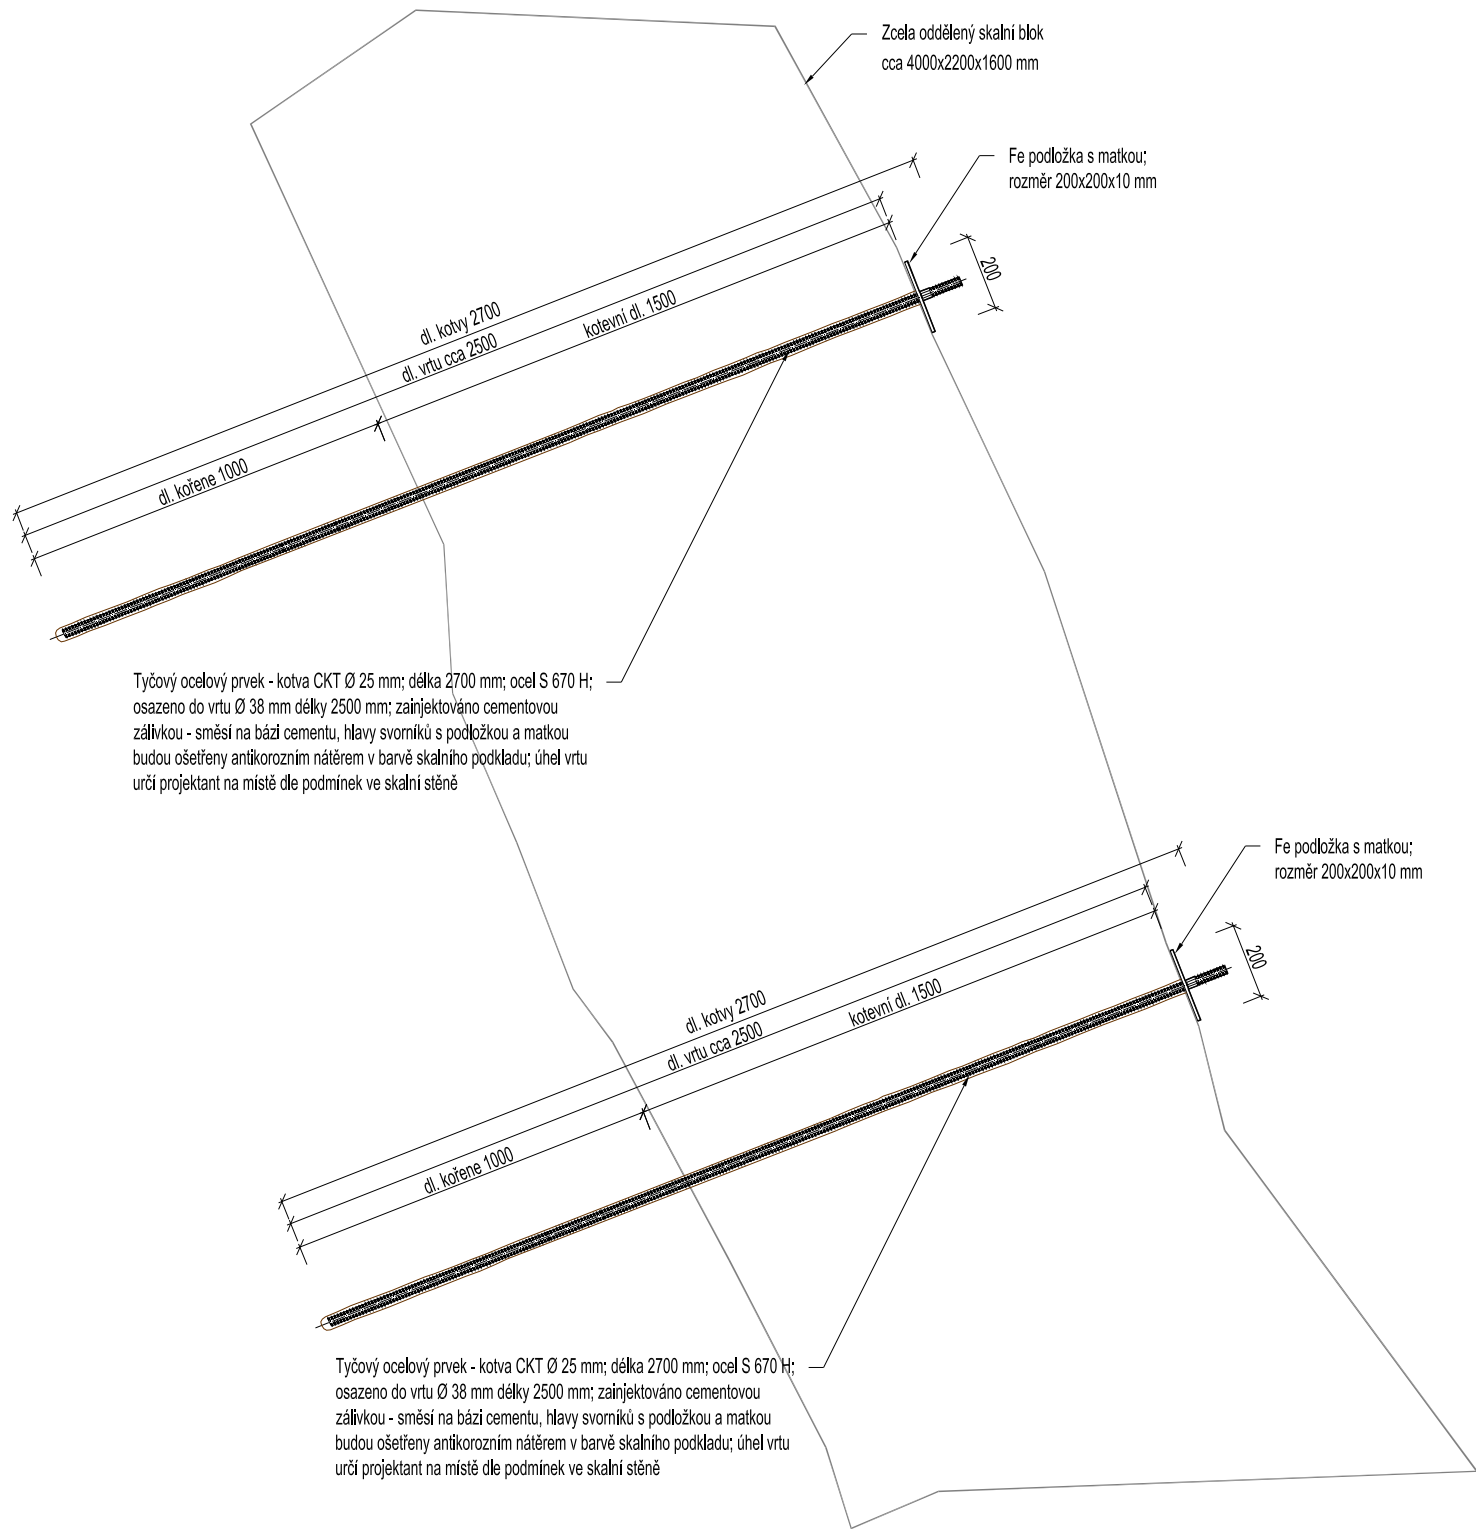 Zcela oddělený skalní blok
cca 4000x2200x1600 mm
Fe podložka s matkou;
rozměr 200x200x10 mm
200
dl. kotvy 2700
dl. vrtu cca 2500
kotevní dl. 1500
dl. kořene 1000
Tyčový ocelový prvek - kotva CKT Ø 25 mm; délka 2700 mm; ocel S 670 H;
osazeno do vrtu Ø 38 mm délky 2500 mm; zainjektováno cementovou
zálivkou - směsí na bázi cementu, hlavy svorníků s podložkou a matkou
budou ošetřeny antikorozním nátěrem v barvě skalního podkladu; úhel vrtu
určí projektant na místě dle podmínek ve skalní stěně
Fe podložka s matkou;
rozměr 200x200x10 mm
200
dl. kotvy 2700
dl. vrtu cca 2500
kotevní dl. 1500
dl. kořene 1000
Tyčový ocelový prvek - kotva CKT Ø 25 mm; délka 2700 mm; ocel S 670 H;
osazeno do vrtu Ø 38 mm délky 2500 mm; zainjektováno cementovou
zálivkou - směsí na bázi cementu, hlavy svorníků s podložkou a matkou
budou ošetřeny antikorozním nátěrem v barvě skalního podkladu; úhel vrtu
určí projektant na místě dle podmínek ve skalní stěně